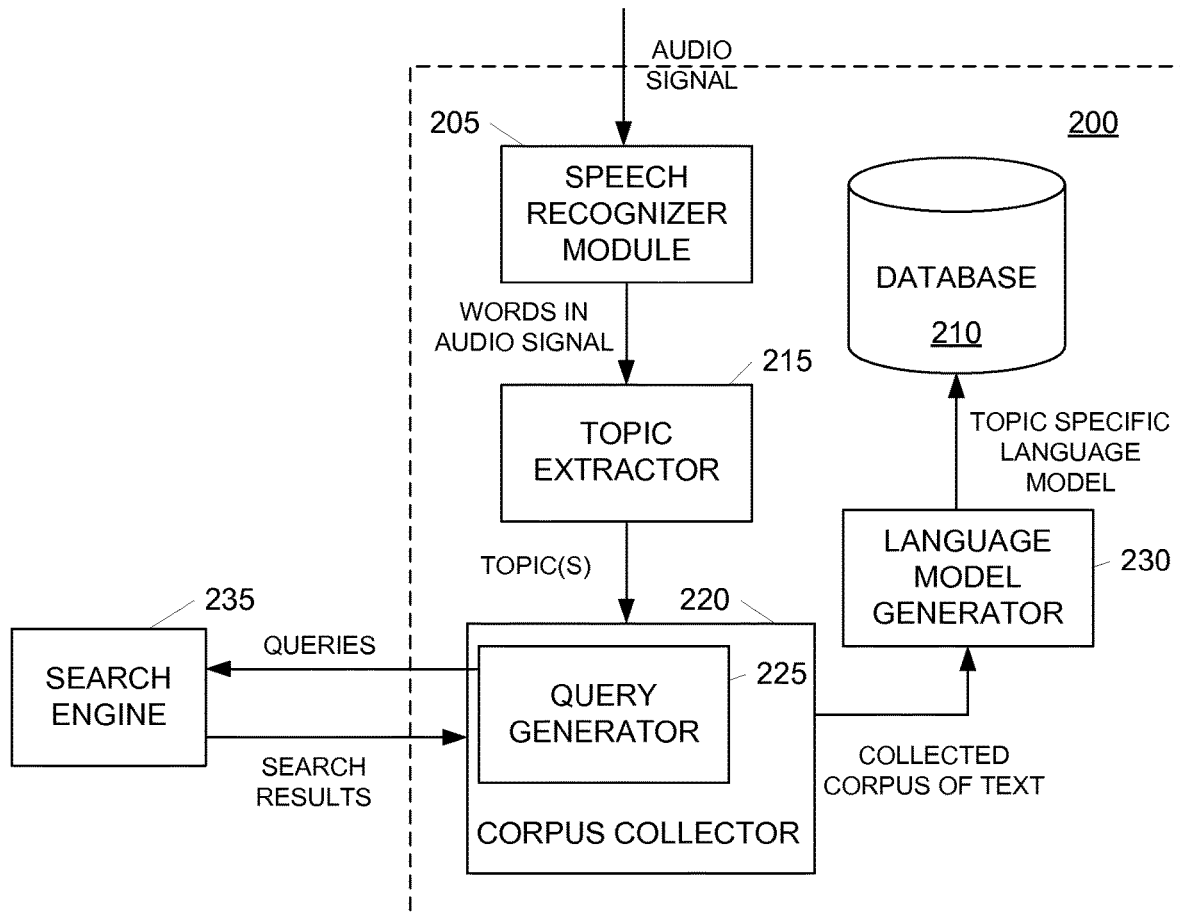 AUDIO
SIGNAL
200
205
SPEECH
RECOGNIZER
MODULE
DATABASE
210
WORDS IN
AUDIO SIGNAL
215
TOPIC
EXTRACTOR
TOPIC SPECIFIC
LANGUAGE
MODEL
TOPIC(S)
LANGUAGE
MODEL
GENERATOR
230
235
220
SEARCH
ENGINE
QUERIES
QUERY
GENERATOR
225
SEARCH
RESULTS
COLLECTED
CORPUS OF TEXT
CORPUS COLLECTOR